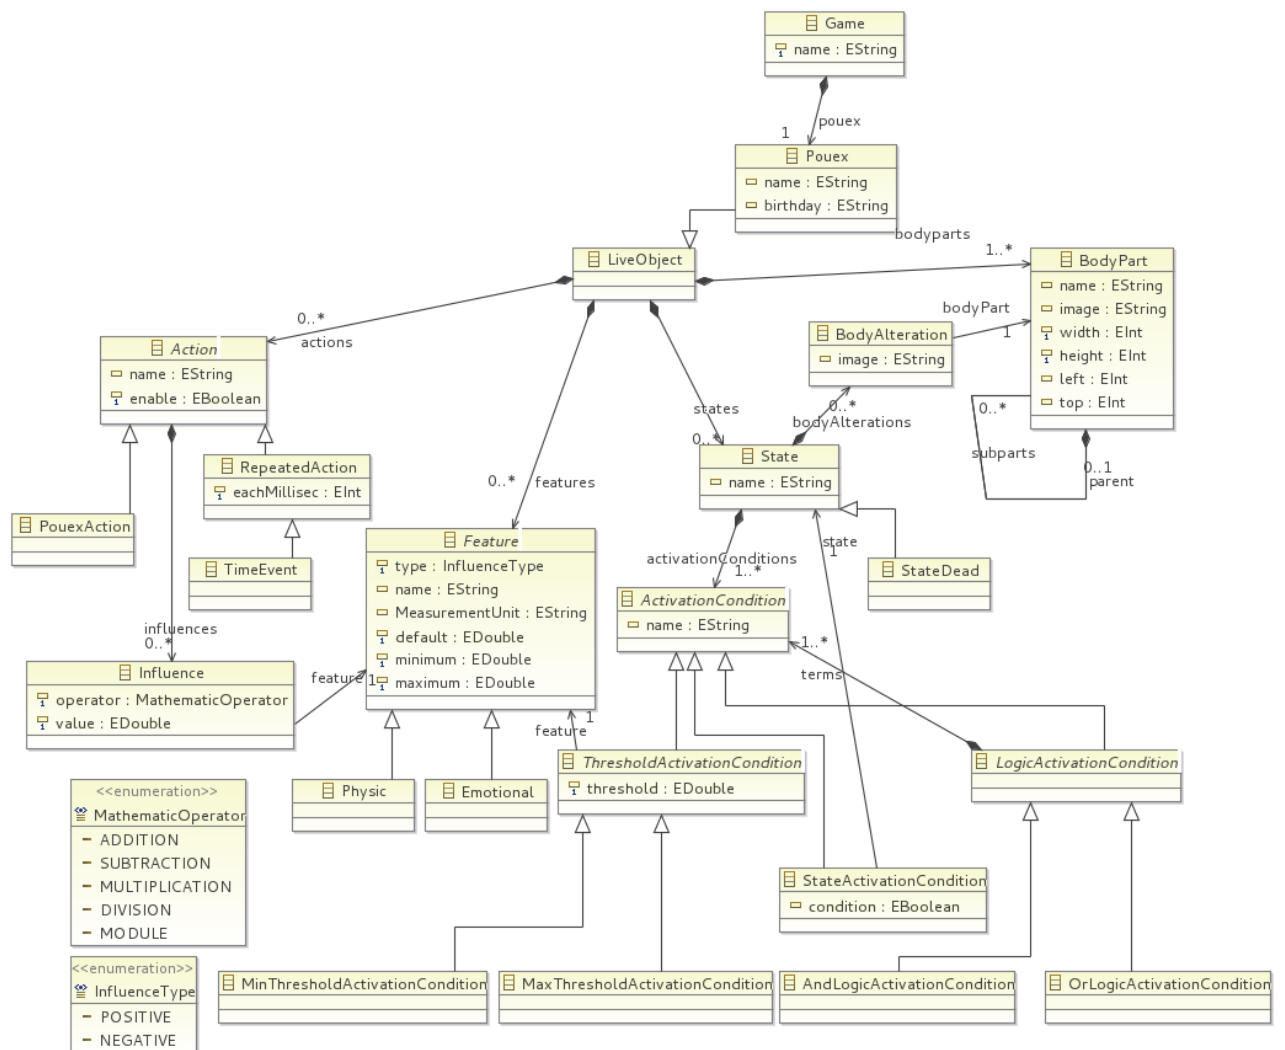 Game
name : EString
pouex
1
Pouex
name : EString
birthday : EString
LiveObject
bodyparts
1..*
BodyPart
name : EString
image : EString
width : EInt
height : EInt
left : EInt
top : EInt
0..*
subparts
0..1
parent
bodyPart
1
BodyAlteration
image : EString
0..*
bodyAlterations
0..*
actions
Action
name : EString
enable : EBoolean
RepeatedAction
eachMillisec : EInt
PouexAction
TimeEvent
influences
0..*
Influence
operator : MathematicOperator
value : EDouble
feature
1
0..*
features
Feature
type : InfluenceType
name : EString
MeasurementUnit : EString
default : EDouble
minimum : EDouble
maximum : EDouble
states
0..*
State
name : EString
state
1
StateDead
activationConditions
1..*
ActivationCondition
name : EString
1..*
terms
1
feature
Physic
Emotional
ThresholdActivationCondition
threshold : EDouble
LogicActivationCondition
StateActivationCondition
condition : EBoolean
<<enumeration>>
MathematicOperator
ADDITION
SUBTRACTION
MULTIPLICATION
DIVISION
MODULE
<<enumeration>>
InfluenceType
POSITIVE
NEGATIVE
MinThresholdActivationCondition
MaxThresholdActivationCondition
AndLogicActivationCondition
OrLogicActivationCondition